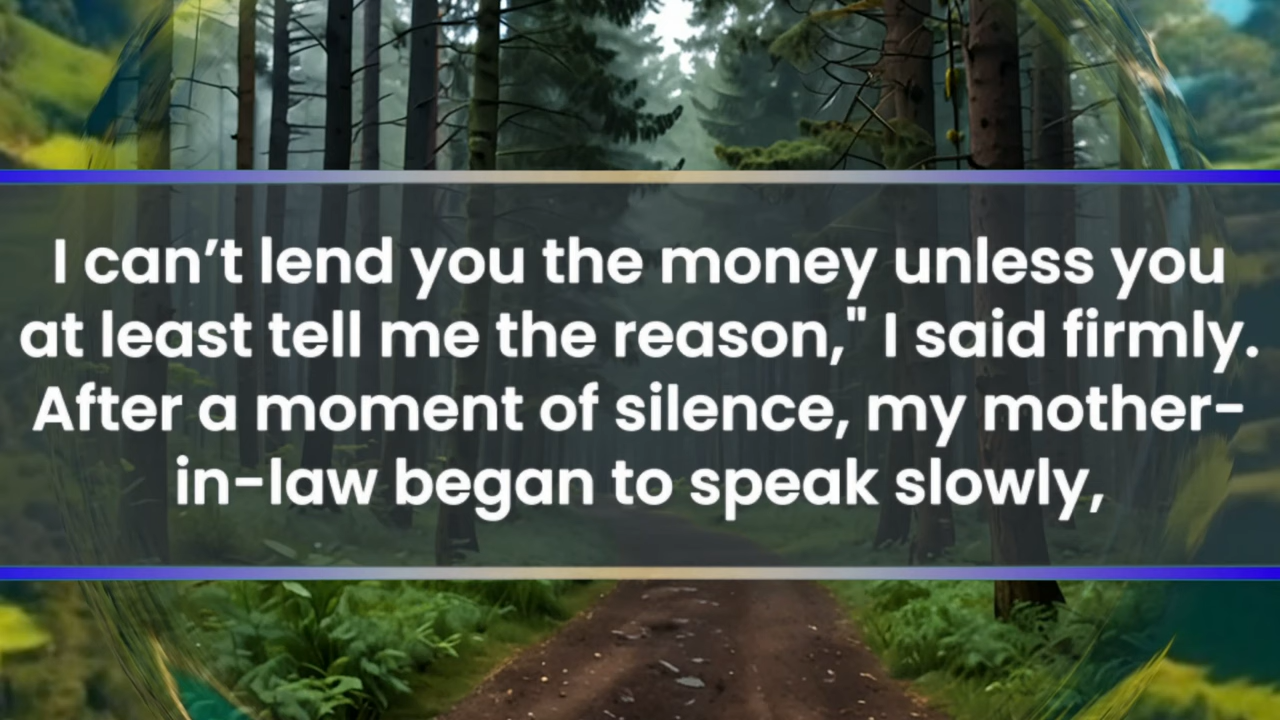 I can’t lend you the money unless you
at least tell me the reason," I said firmly.
After a moment of silence, my mother-
in-law began to speak slowly,